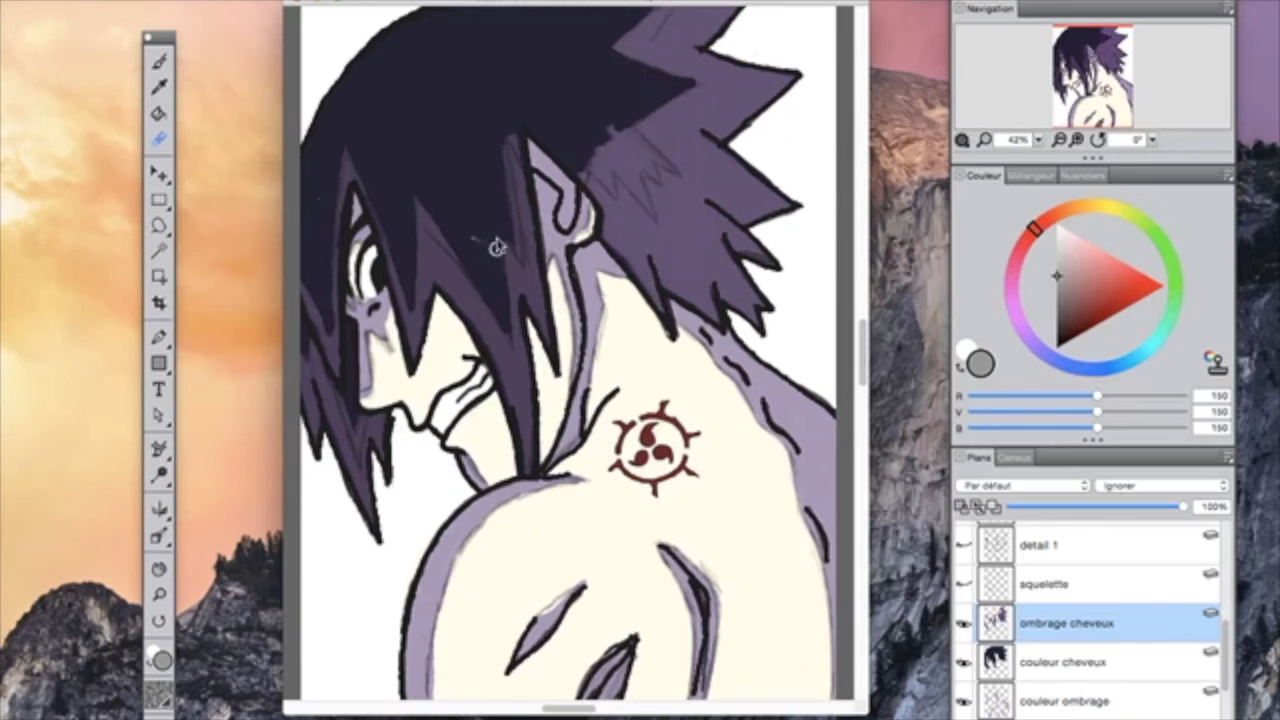 Navigation
42%
0°
Couleur
Mélangeur
Nuanciers
R
150
V
150
B
150
Plans
Canaux
Par défaut
Ignorer
100%
detail 1
squelette
ombrage cheveux
couleur cheveux
couleur ombrage
T